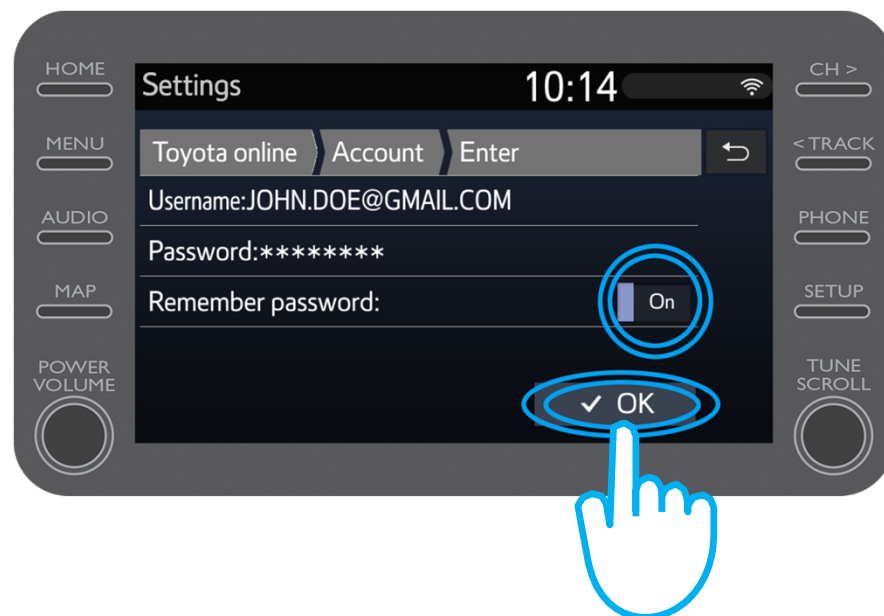 HOME
MENU
AUDIO
MAP
POWER
VOLUME
Settings 10:14
Toyota online Account Enter
Username:JOHN.DOE@GMAIL.COM
Password:********
Remember password: On
✓ OK
CH >
< TRACK
PHONE
SETUP
TUNE
SCROLL